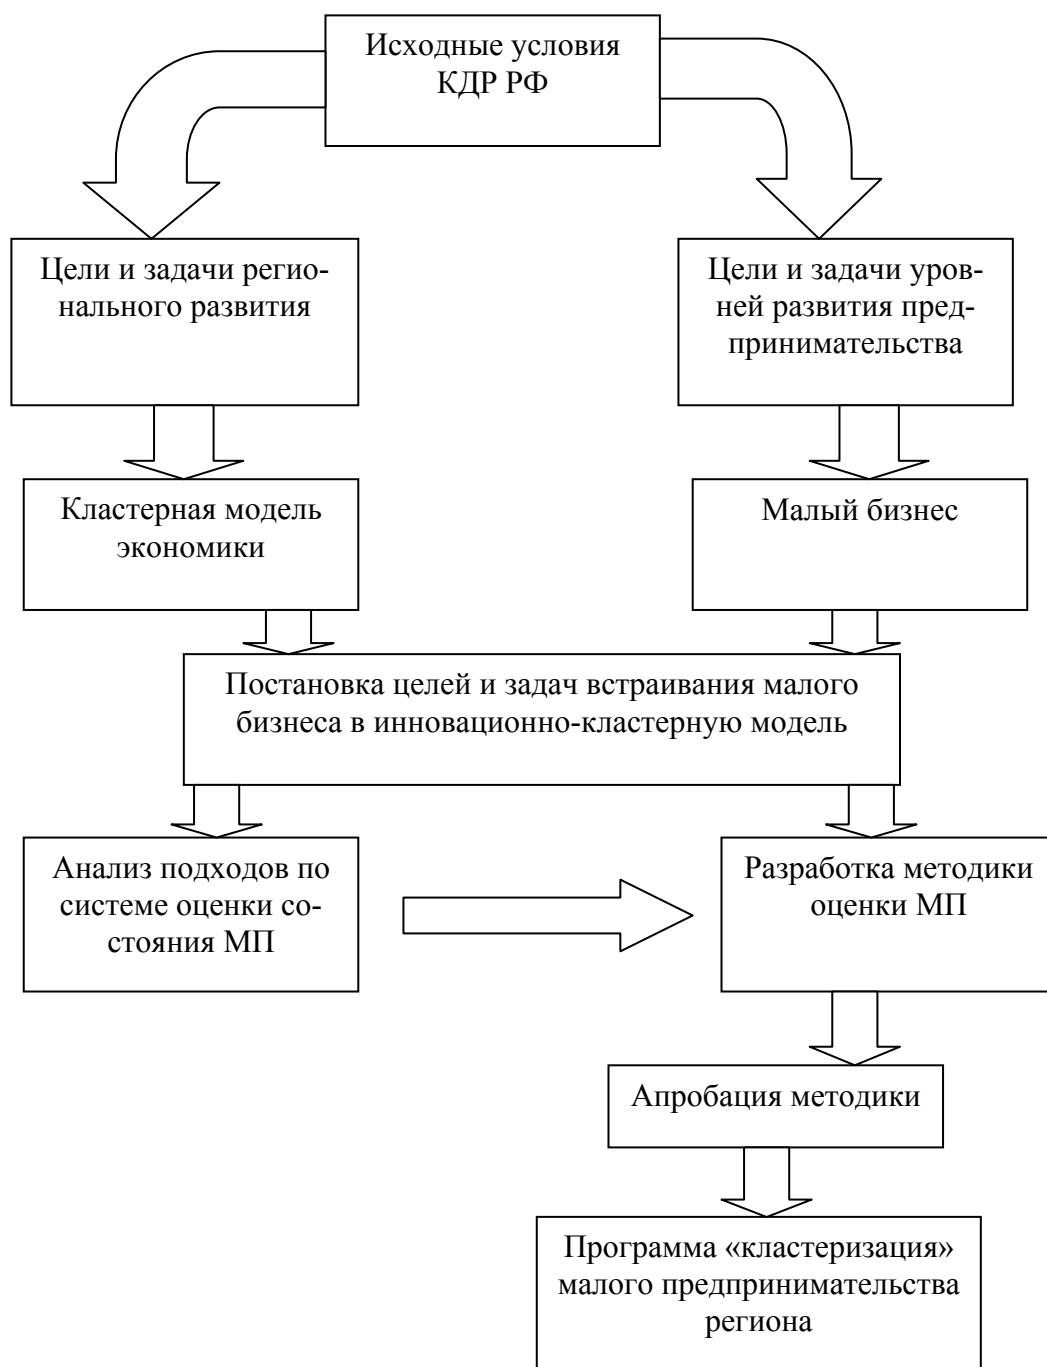 Исходные условия
КДР РФ
Цели и задачи регио-
нального развития
Цели и задачи уров-
ней развития пред-
принимательства
Кластерная модель
экономики
Малый бизнес
Постановка целей и задач встраивания малого
бизнеса в инновационно-кластерную модель
Анализ подходов по
системе оценки со-
стояния МП
Разработка методики
оценки МП
Апробация методики
Программа «кластеризация»
малого предпринимательства
региона